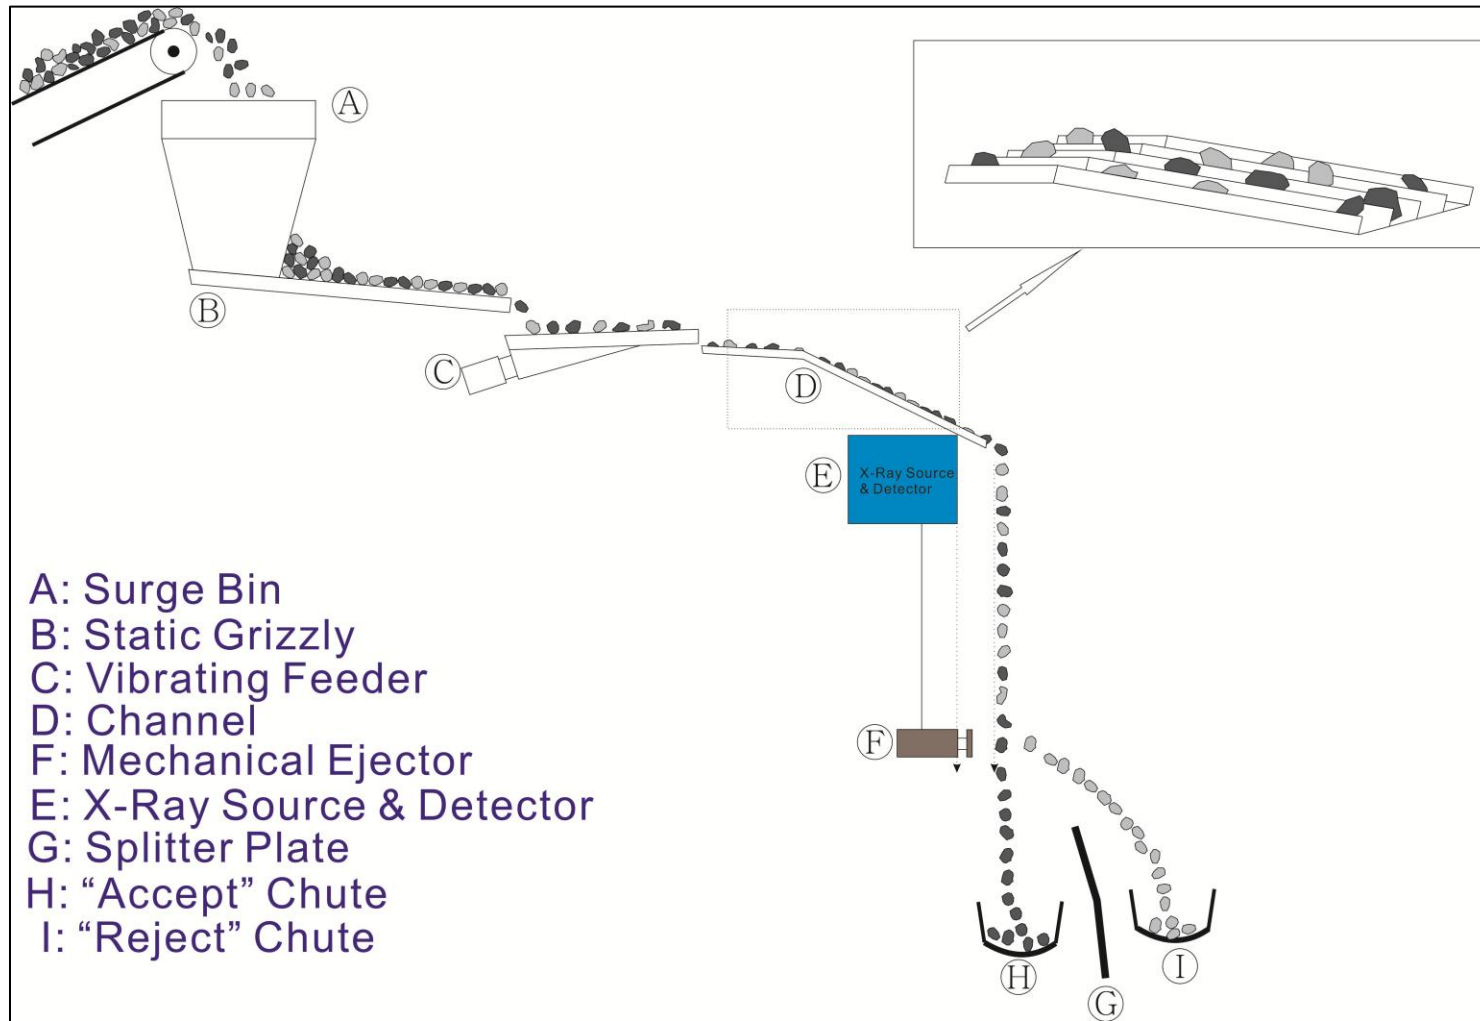 A
B
C
D
E
X-Ray Source
& Detector
F
A: Surge Bin
B: Static Grizzly
C: Vibrating Feeder
D: Channel
F: Mechanical Ejector
E: X-Ray Source & Detector
G: Splitter Plate
H: “Accept” Chute
I: “Reject” Chute
H
G
I